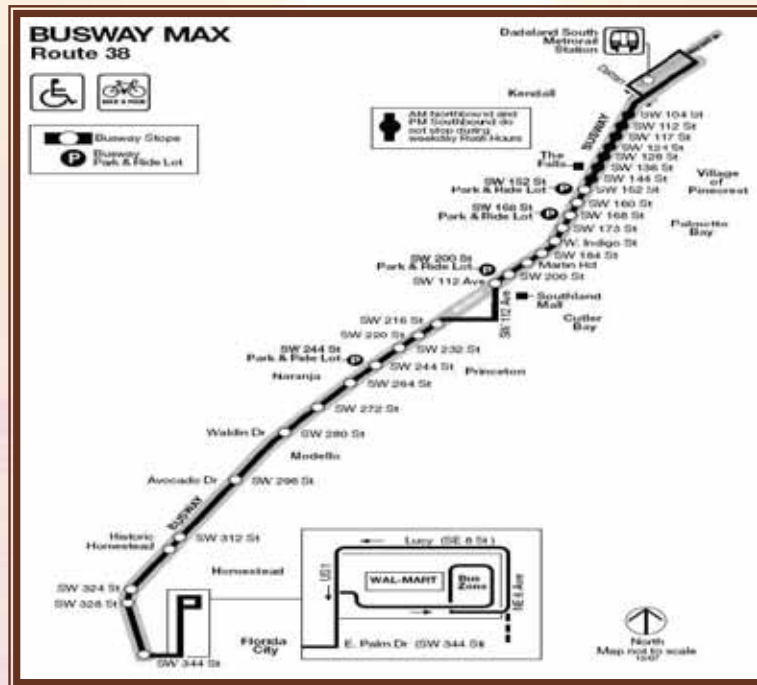 BUSWAY MAX
Route 38
BIKE & RIDE
Busway Stops
P Busway
Park & Ride Lot
AM Northbound and
PM Southbound do
not stop during
weekday Rush Hours
Dadeland South
Metrorail
Station
Kendall
BUSWAY
SW 104 St
SW 112 St
SW 117 St
SW 124 St
SW 128 St
SW 136 St
SW 144 St
SW 152 St
SW 160 St
SW 168 St
SW 173 St
W. Indigo St
SW 184 St
Marlin Rd
SW 200 St
The
Falls
Village
of
Pinecrest
Palmetto
Bay
SW 152 St
Park & Ride Lot
P
SW 168 St
Park & Ride Lot
P
SW 200 St
Park & Ride Lot
P
SW 112 Ave
SW 112 Ave
Southland
Mall
Cutler
Bay
SW 216 St
SW 220 St
SW 232 St
SW 244 St
Park & Ride Lot
P
SW 244 St
Princeton
Naranja
SW 264 St
SW 272 St
Waldin Dr
SW 280 St
Modello
Avocado Dr
SW 296 St
BUSWAY
Historic
Homestead
SW 312 St
Homestead
SW 324 St
SW 328 St
SW 344 St
Florida
City
Lucy (SE 8 St)
US1
WAL-MART
Bus
Zone
NE 6 Ave
E. Palm Dr (SW 344 St)
North
Map not to scale